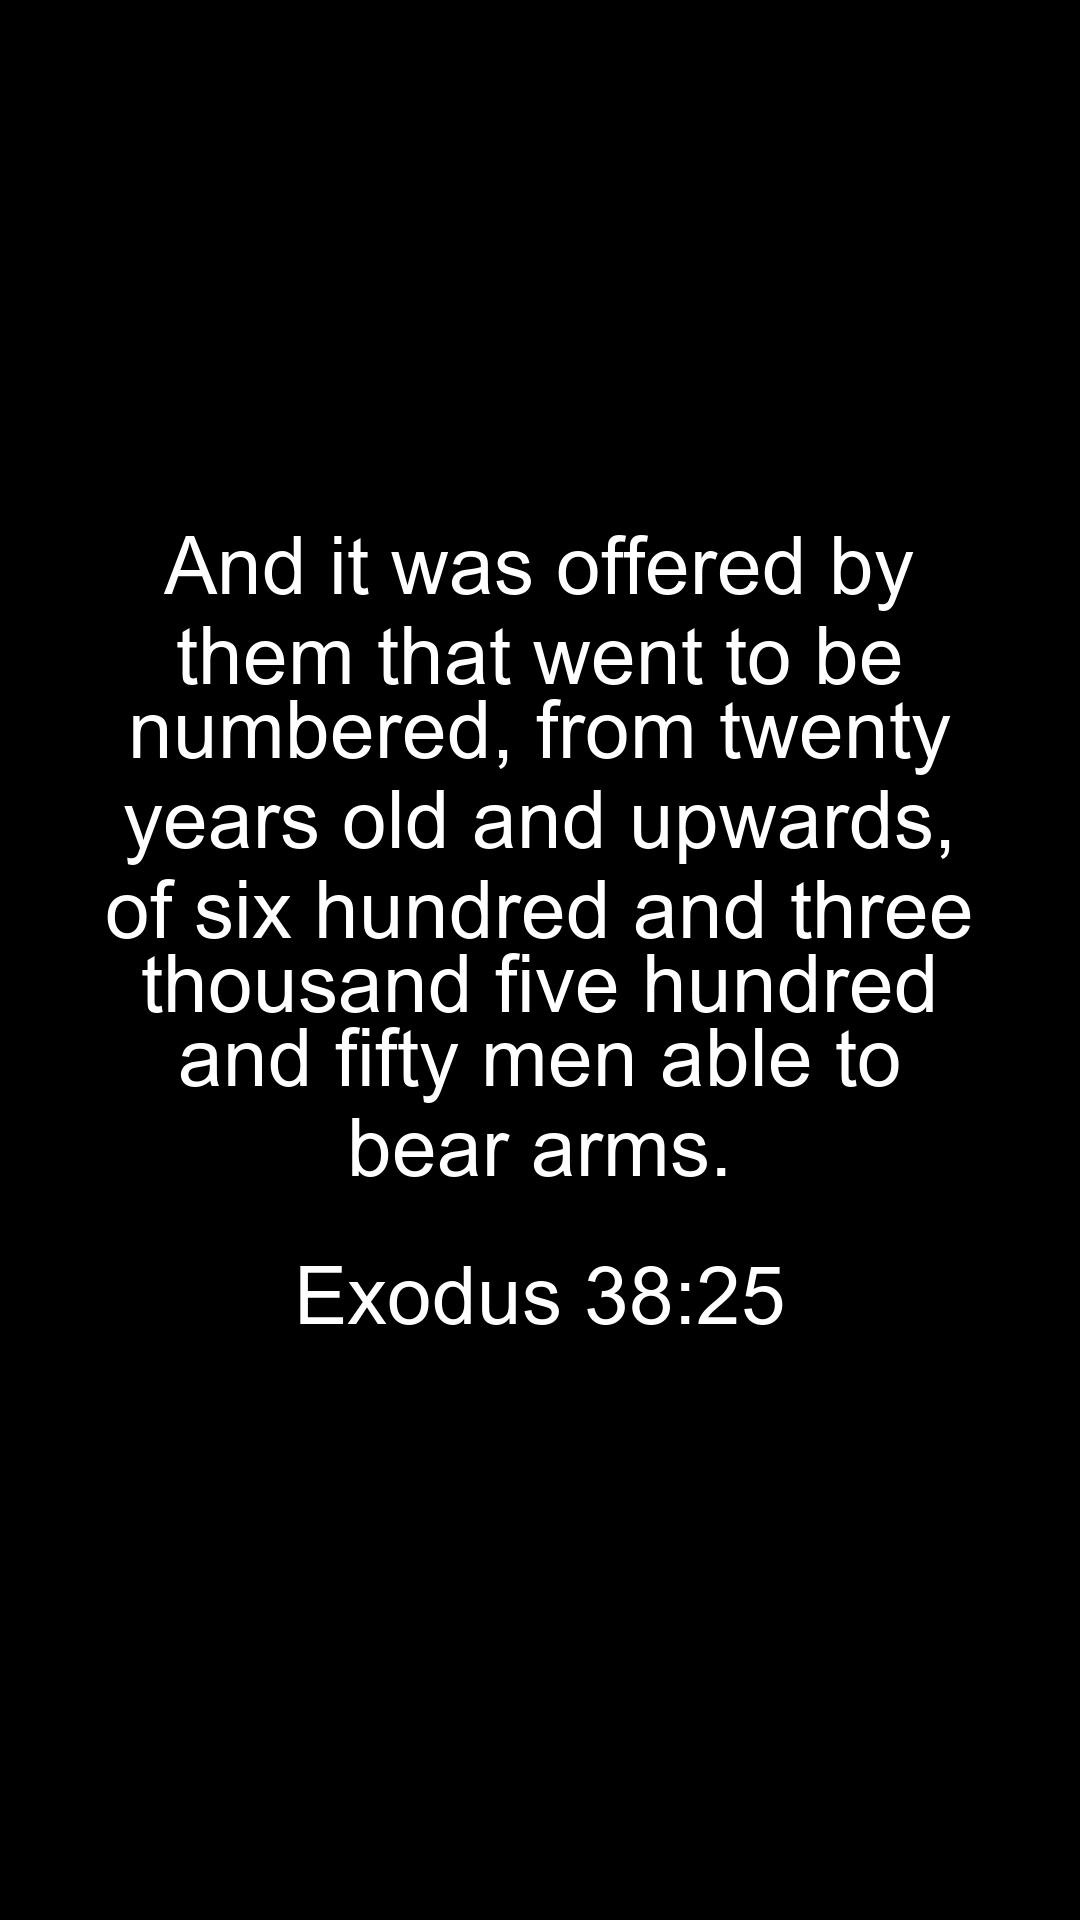 And it was offered by
them that went to be
numbered, from twenty
years old and upwards,
of six hundred and three
thousand five hundred
and fifty men able to
bear arms.
Exodus 38:25